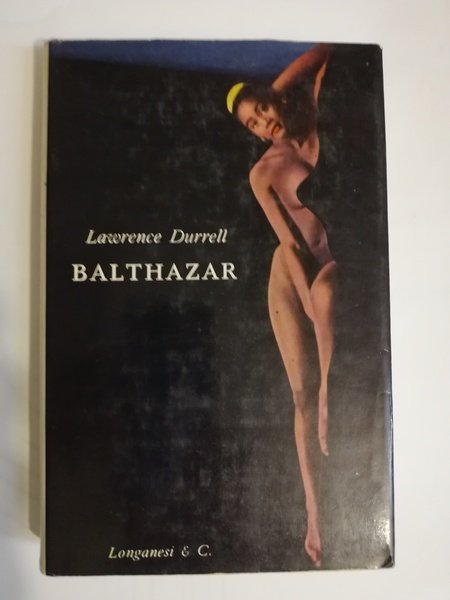 Lawrence Durrell
BALTHAZAR
Longanesi & C.